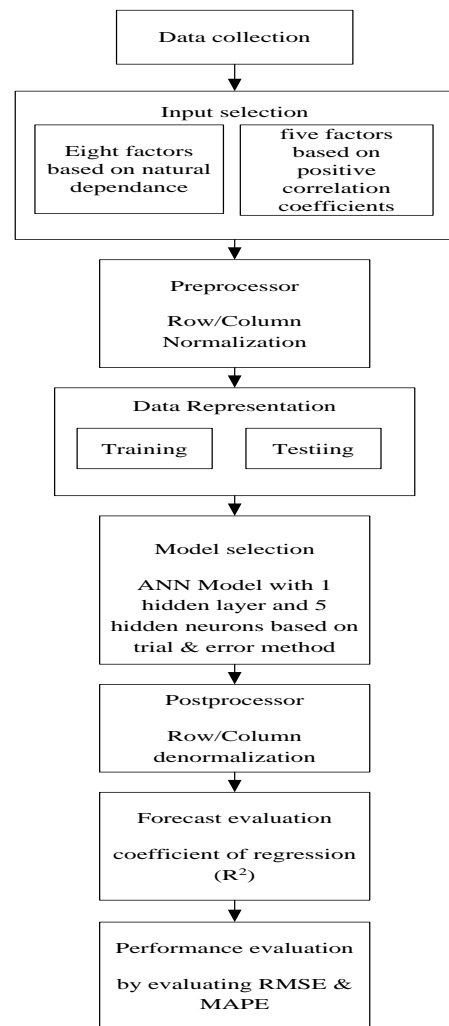 Data collection
Input selection
Eight factors
based on natural
dependance
five factors
based on
positive
correlation
coefficients
Preprocessor
Row/Column
Normalization
Data Representation
Training
Testiing
Model selection
ANN Model with 1
hidden layer and 5
hidden neurons based on
trial & error method
Postprocessor
Row/Column
denormalization
Forecast evaluation
coefficient of regression
(R²)
Performance evaluation
by evaluating RMSE &
MAPE